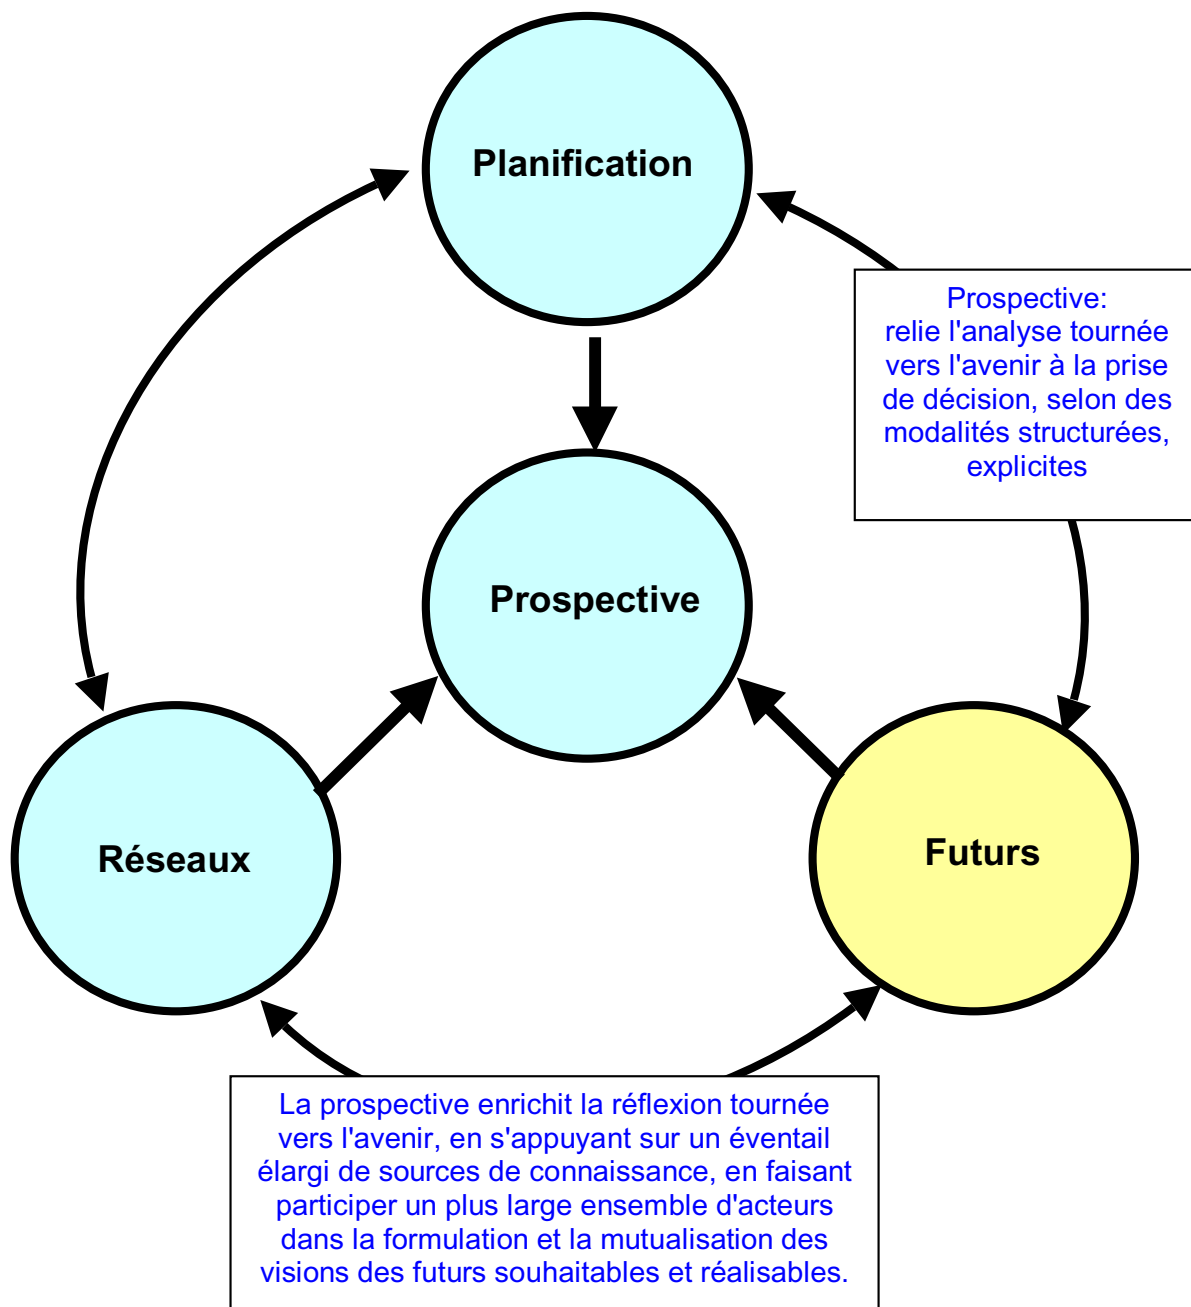 Planification
Prospective:
relie l'analyse tournée
vers l'avenir à la prise
de décision, selon des
modalités structurées,
explicites
Prospective
Réseaux
Futurs
La prospective enrichit la réflexion tournée
vers l'avenir, en s'appuyant sur un éventail
élargi de sources de connaissance, en faisant
participer un plus large ensemble d'acteurs
dans la formulation et la mutualisation des
visions des futurs souhaitables et réalisables.